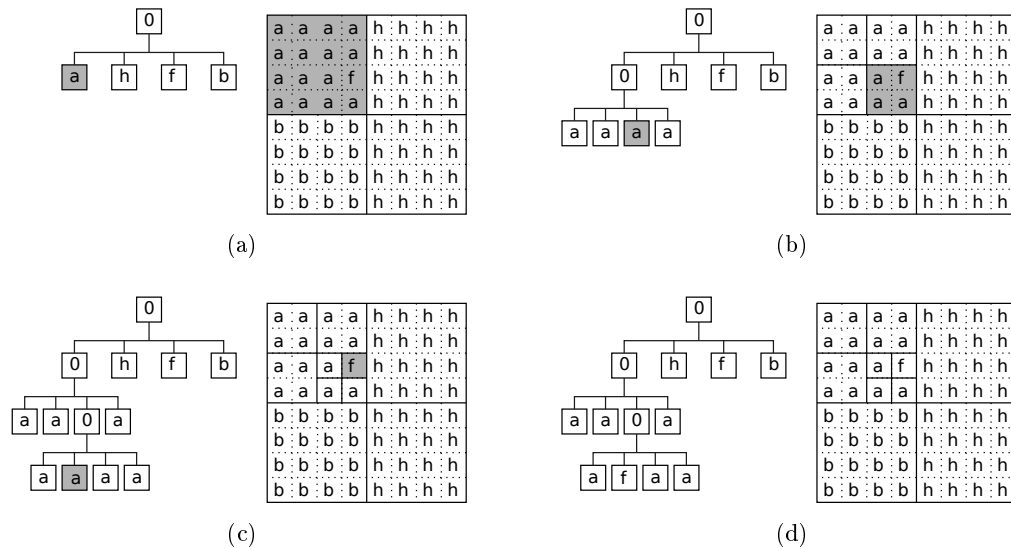 0
a h f b
a a a a h h h h
a a a a h h h h
a a a f h h h h
a a a a h h h h
b b b b h h h h
b b b b h h h h
b b b b h h h h
b b b b h h h h
(a)
0
0 h f b
a a a a
a a a a h h h h
a a a a h h h h
a a a f h h h h
a a a a h h h h
b b b b h h h h
b b b b h h h h
b b b b h h h h
b b b b h h h h
(b)
0
0 h f b
a a 0 a
a a a a
a a a a h h h h
a a a a h h h h
a a a f h h h h
a a a a h h h h
b b b b h h h h
b b b b h h h h
b b b b h h h h
b b b b h h h h
(c)
0
0 h f b
a a 0 a
a f a a
a a a a h h h h
a a a a h h h h
a a a f h h h h
a a a a h h h h
b b b b h h h h
b b b b h h h h
b b b b h h h h
b b b b h h h h
(d)